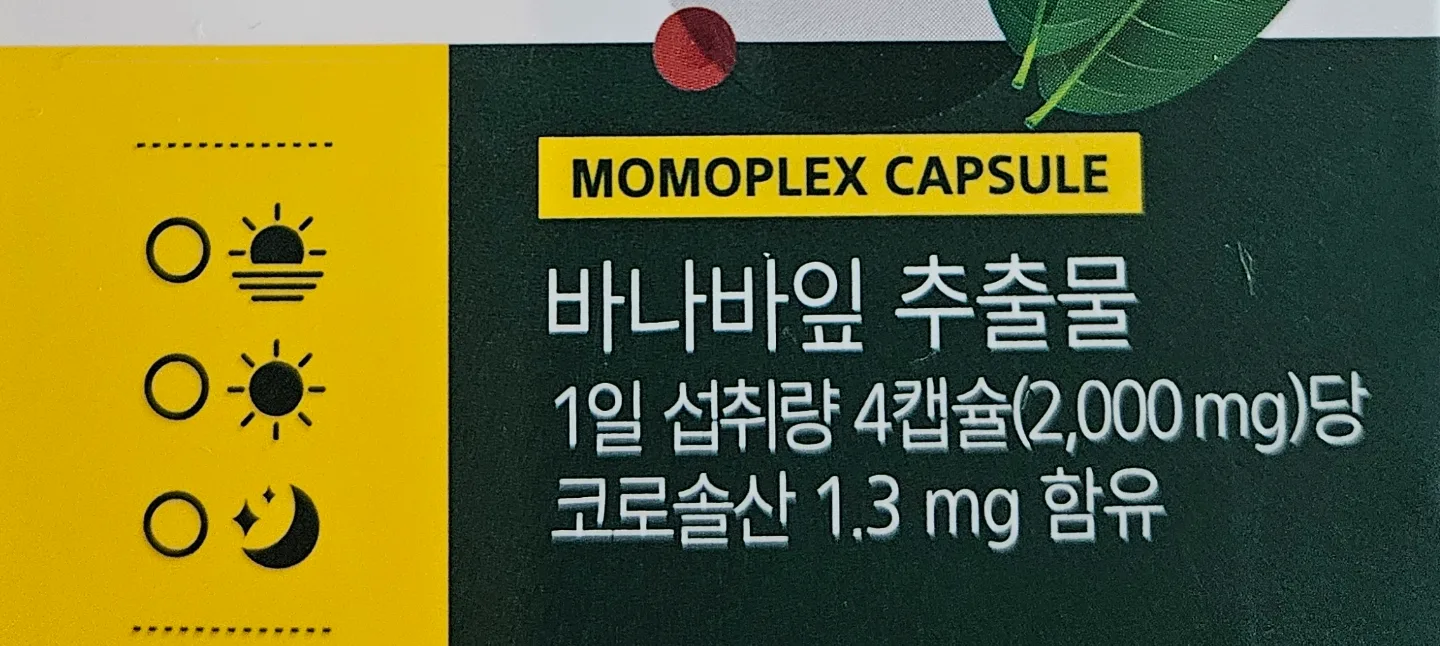 MOMOPLEX CAPSULE
바나바잎 추출물
1일 섭취량 4캡슐(2,000 mg)당
코로솔산 1.3 mg 함유